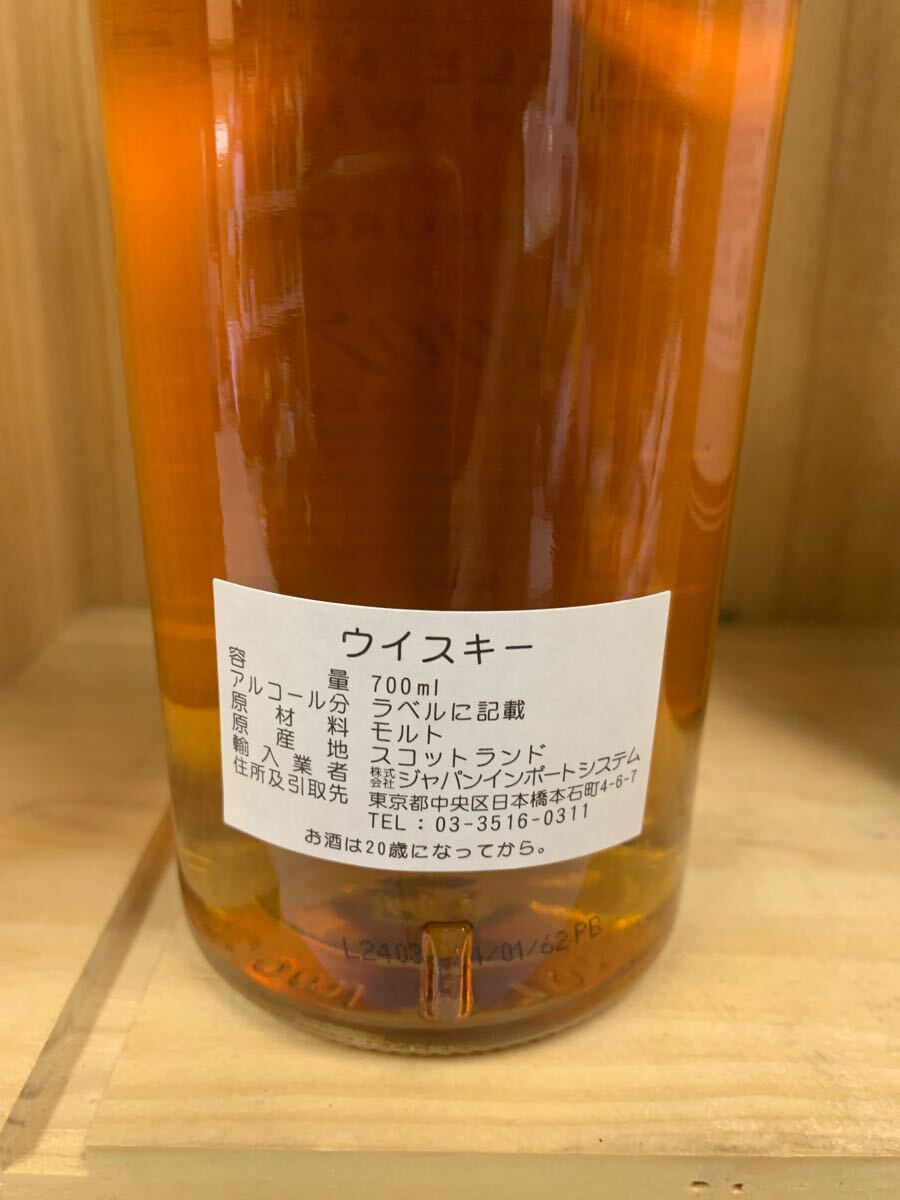 ウイスキー
容量 700ml
アルコール分 ラベルに記載
原材料 モルト
原産地 スコットランド
輸入業者 株式会社ジャパンインポートシステム
住所及引取先 東京都中央区日本橋本石町4-6-7
TEL：03-3516-0311
お酒は20歳になってから。
L2403 4/01/62PB